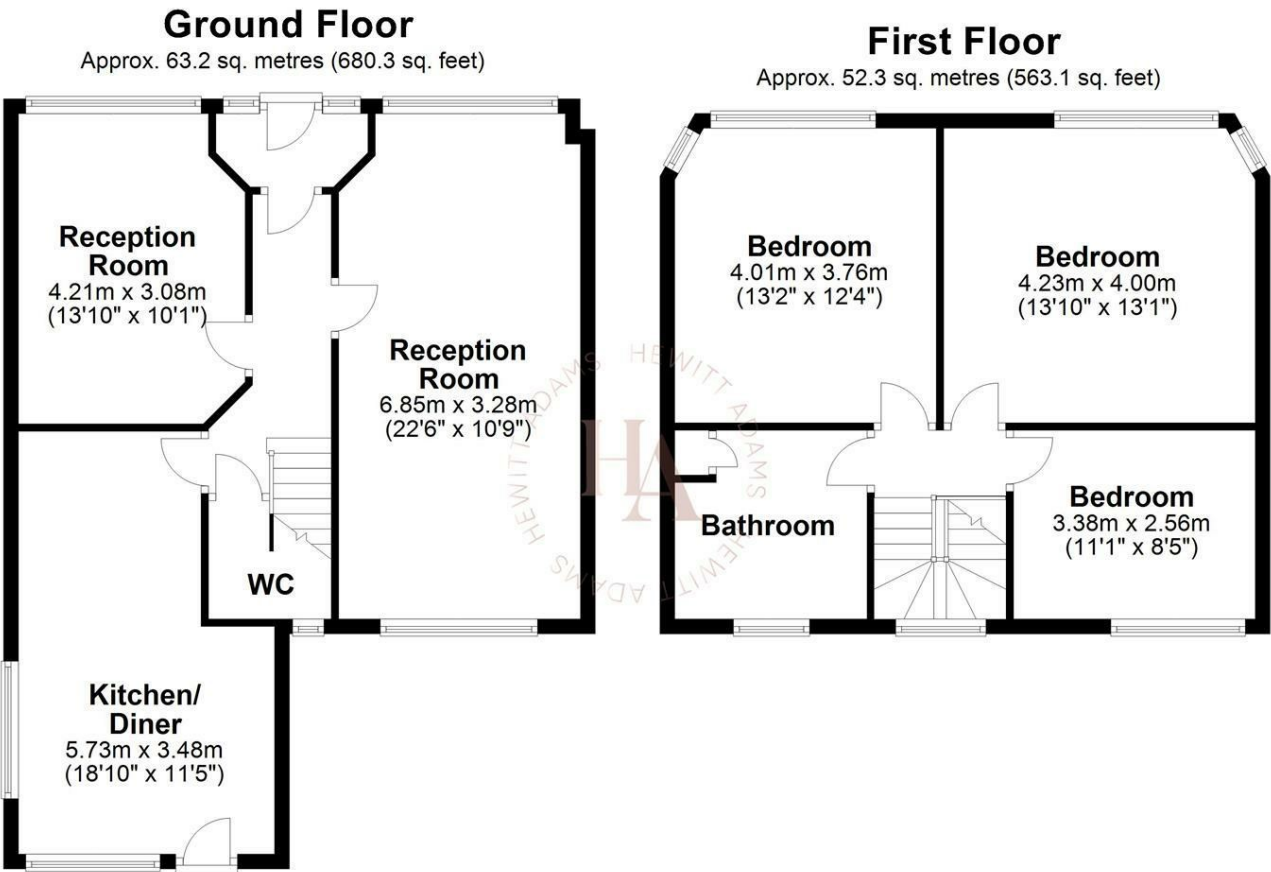 Ground Floor
Approx. 63.2 sq. metres (680.3 sq. feet)
Reception
Room
4.21m x 3.08m
(13'10" x 10'1")
Reception
Room
6.85m x 3.28m
(22'6" x 10'9")
WC
Kitchen/
Diner
5.73m x 3.48m
(18'10" x 11'5")
First Floor
Approx. 52.3 sq. metres (563.1 sq. feet)
Bedroom
4.01m x 3.76m
(13'2" x 12'4")
Bedroom
4.23m x 4.00m
(13'10" x 13'1")
Bathroom
Bedroom
3.38m x 2.56m
(11'1" x 8'5")
HEWITT ADAMS HEWITT ADAMS HEWITT ADAMS
HA